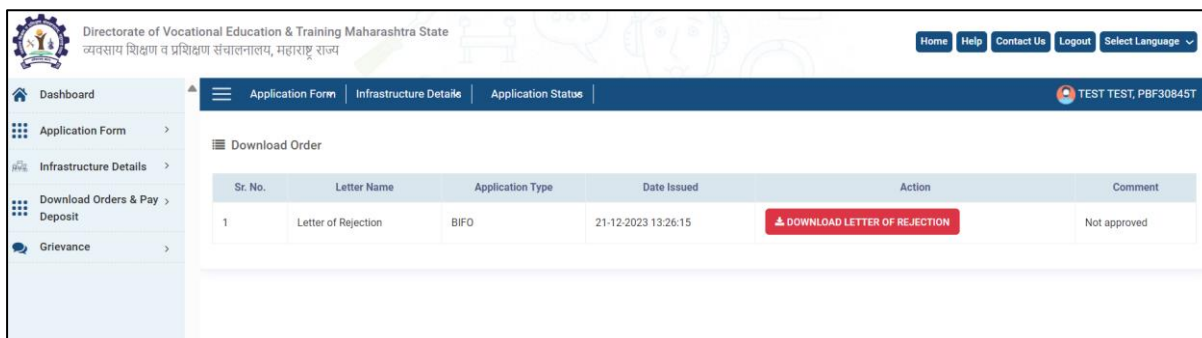 Directorate of Vocational Education & Training Maharashtra State
व्यवसाय शिक्षण व प्रशिक्षण संचालनालय, महाराष्ट्र राज्य
Home Help Contact Us Logout Select Language
Dashboard
Application Form
Infrastructure Details
Download Orders & Pay
Deposit
Grievance
Application Form Infrastructure Details Application Status
TEST TEST, PBF30845T
Download Order
Sr. No. Letter Name Application Type Date Issued Action Comment
1 Letter of Rejection BIFO 21-12-2023 13:26:15 DOWNLOAD LETTER OF REJECTION Not approved